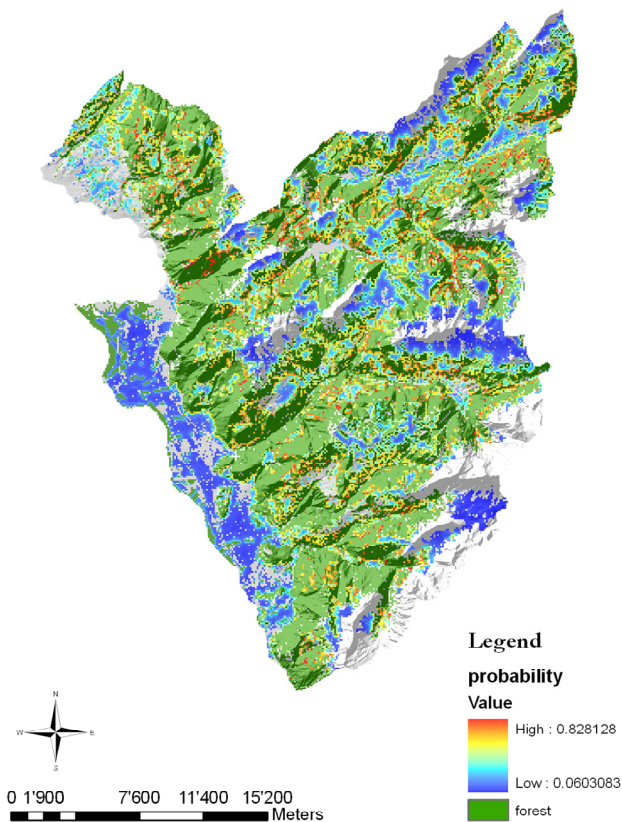 Legend
probability
Value
High : 0.828128
Low : 0.0603083
forest
N
W E
S
0 1'900 7'600 11'400 15'200
Meters